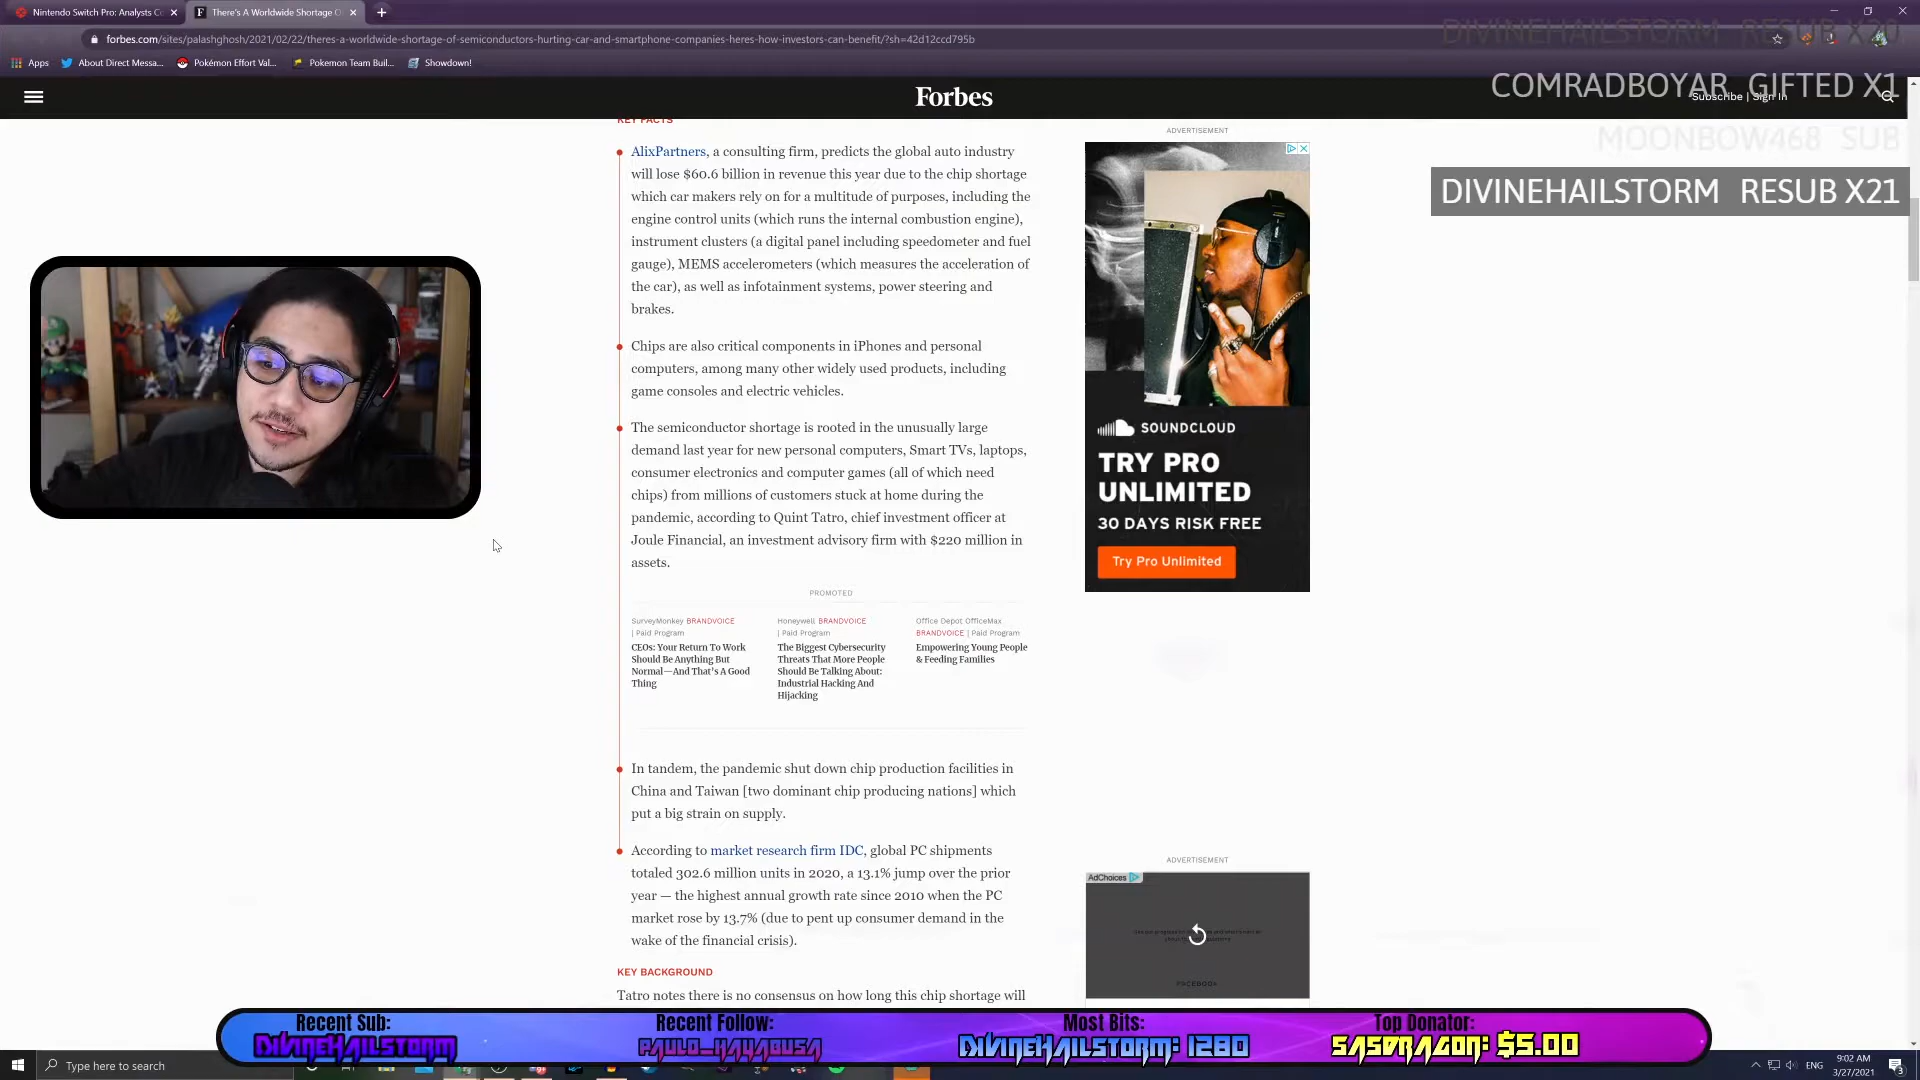 Nintendo Switch Pro: Analysts Co
There's A Worldwide Shortage O
forbes.com/sites/palashghosh/2021/02/22/theres-a-worldwide-shortage-of-semiconductors-hurting-car-and-smartphone-companies-heres-how-investors-can-benefit/?sh=42d12ccd795b
DIVINEHAILSTORM RESUB X20
Apps
About Direct Messa...
Pokémon Effort Val...
Pokemon Team Buil...
Showdown!
COMRADBOYAR GIFTED X1
Forbes
Subscribe | Sign In
MOONBOW468 SUB
DIVINEHAILSTORM RESUB X21
KEY FACTS
AlixPartners, a consulting firm, predicts the global auto industry
will lose $60.6 billion in revenue this year due to the chip shortage
which car makers rely on for a multitude of purposes, including the
engine control units (which runs the internal combustion engine),
instrument clusters (a digital panel including speedometer and fuel
gauge), MEMS accelerometers (which measures the acceleration of
the car), as well as infotainment systems, power steering and
brakes.
Chips are also critical components in iPhones and personal
computers, among many other widely used products, including
game consoles and electric vehicles.
The semiconductor shortage is rooted in the unusually large
demand last year for new personal computers, Smart TVs, laptops,
consumer electronics and computer games (all of which need
chips) from millions of customers stuck at home during the
pandemic, according to Quint Tatro, chief investment officer at
Joule Financial, an investment advisory firm with $220 million in
assets.
PROMOTED
SurveyMonkey BRANDVOICE
| Paid Program
CEOs: Your Return To Work
Should Be Anything But
Normal—And That's A Good
Thing
Honeywell BRANDVOICE
| Paid Program
The Biggest Cybersecurity
Threats That More People
Should Be Talking About:
Industrial Hacking And
Hijacking
Office Depot OfficeMax
BRANDVOICE | Paid Program
Empowering Young People
& Feeding Families
In tandem, the pandemic shut down chip production facilities in
China and Taiwan [two dominant chip producing nations] which
put a big strain on supply.
According to market research firm IDC, global PC shipments
totaled 302.6 million units in 2020, a 13.1% jump over the prior
year — the highest annual growth rate since 2010 when the PC
market rose by 13.7% (due to pent up consumer demand in the
wake of the financial crisis).
KEY BACKGROUND
Tatro notes there is no consensus on how long this chip shortage will
ADVERTISEMENT
SOUNDCLOUD
TRY PRO
UNLIMITED
30 DAYS RISK FREE
Try Pro Unlimited
ADVERTISEMENT
AdChoices
FACEBOOK
Recent Sub:
DIVINEHAILSTORM
Recent Follow:
PAULO_HAYABUSA
Most Bits:
DIVINEHAILSTORM: 1280
Top Donator:
SASDRAGON: $5.00
Type here to search
ENG
9:02 AM
3/27/2021